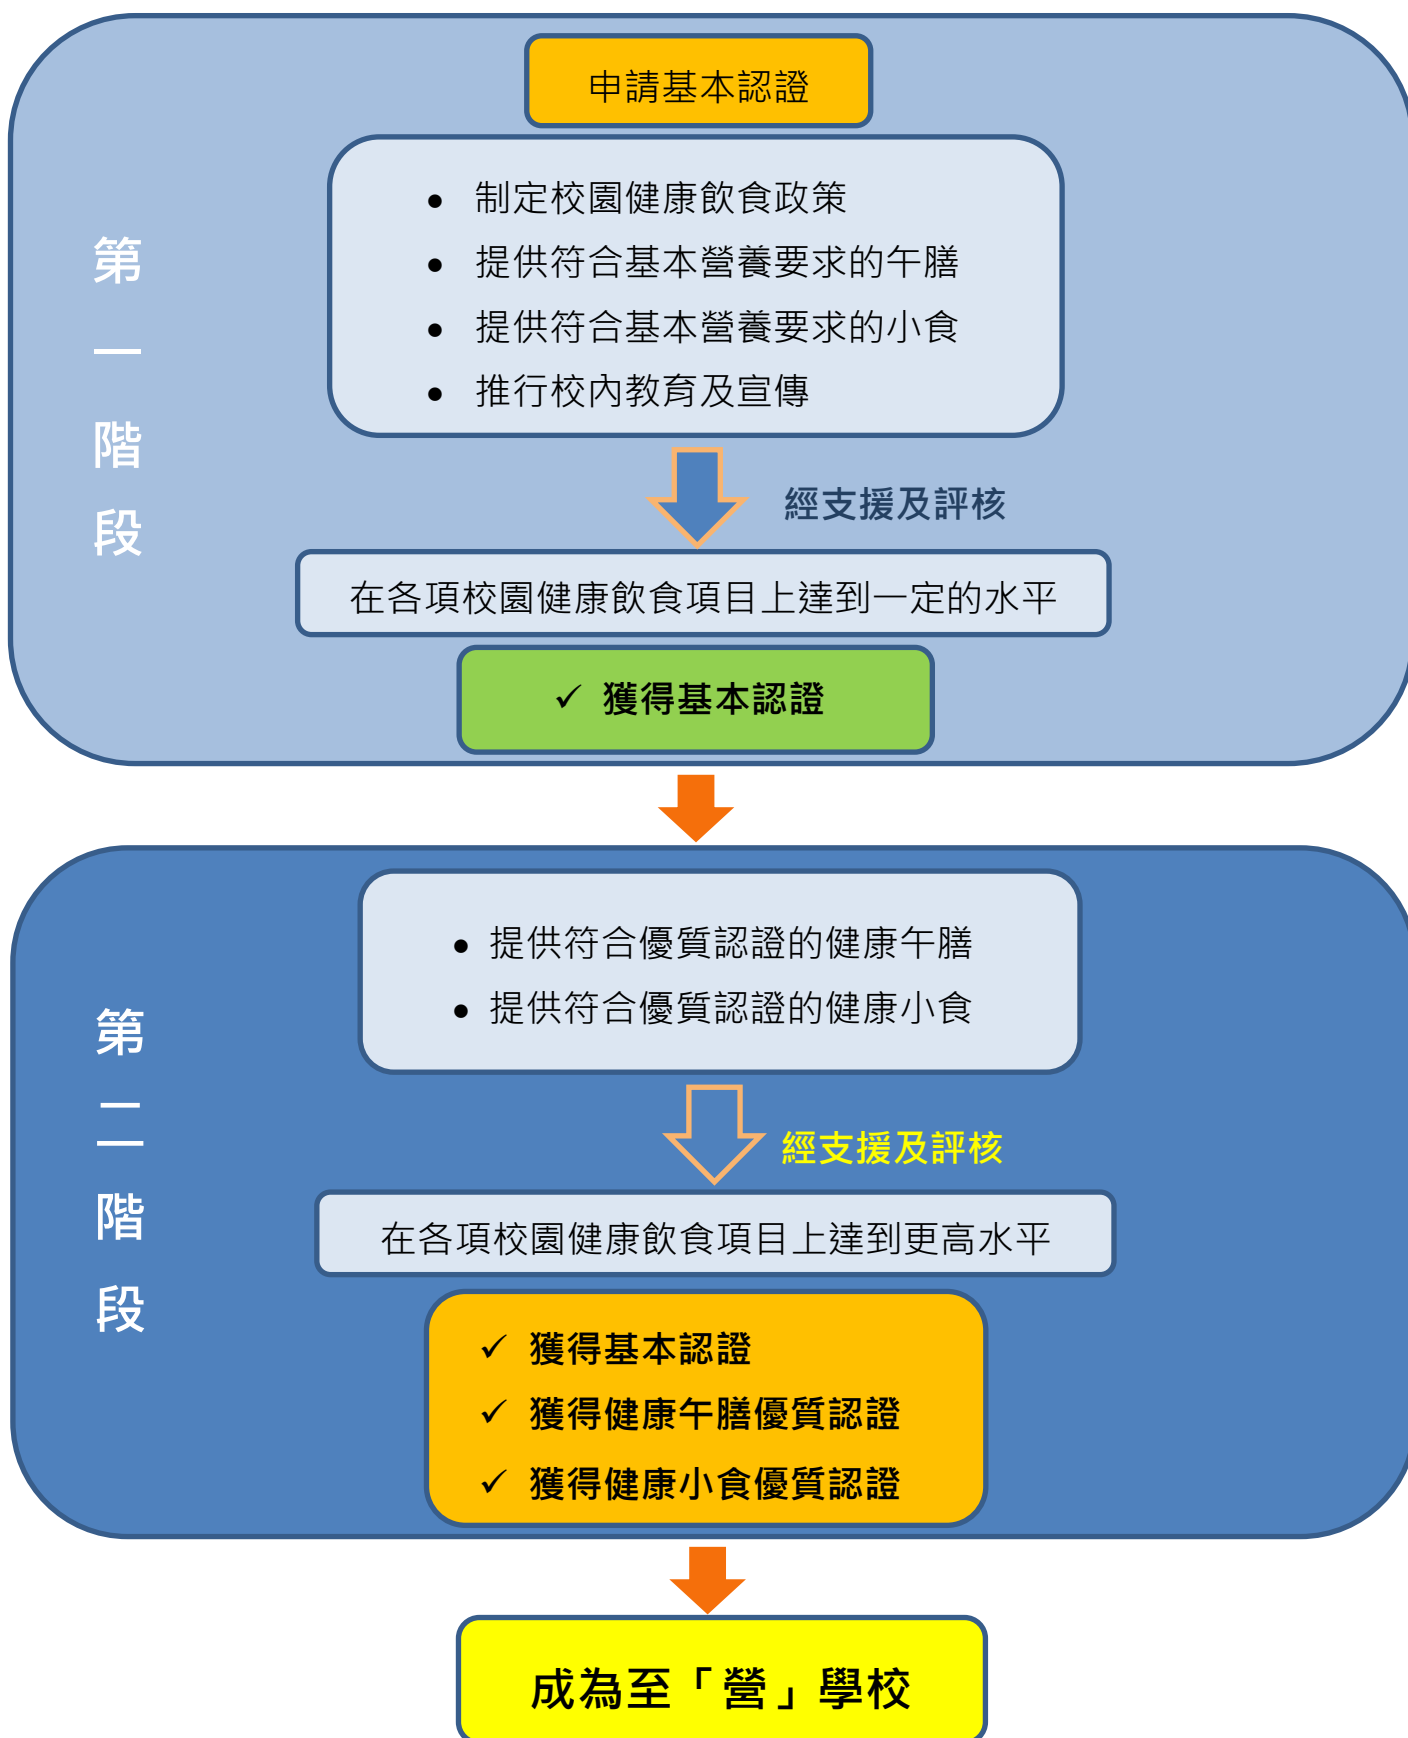 申請基本認證
● 制定校園健康飲食政策
● 提供符合基本營養要求的午膳
● 提供符合基本營養要求的小食
● 推行校內教育及宣傳
第一階段
經支援及評核
在各項校園健康飲食項目上達到一定的水平
✓ 獲得基本認證
● 提供符合優質認證的健康午膳
● 提供符合優質認證的健康小食
第二階段
經支援及評核
在各項校園健康飲食項目上達到更高水平
✓ 獲得基本認證
✓ 獲得健康午膳優質認證
✓ 獲得健康小食優質認證
成為至「營」學校